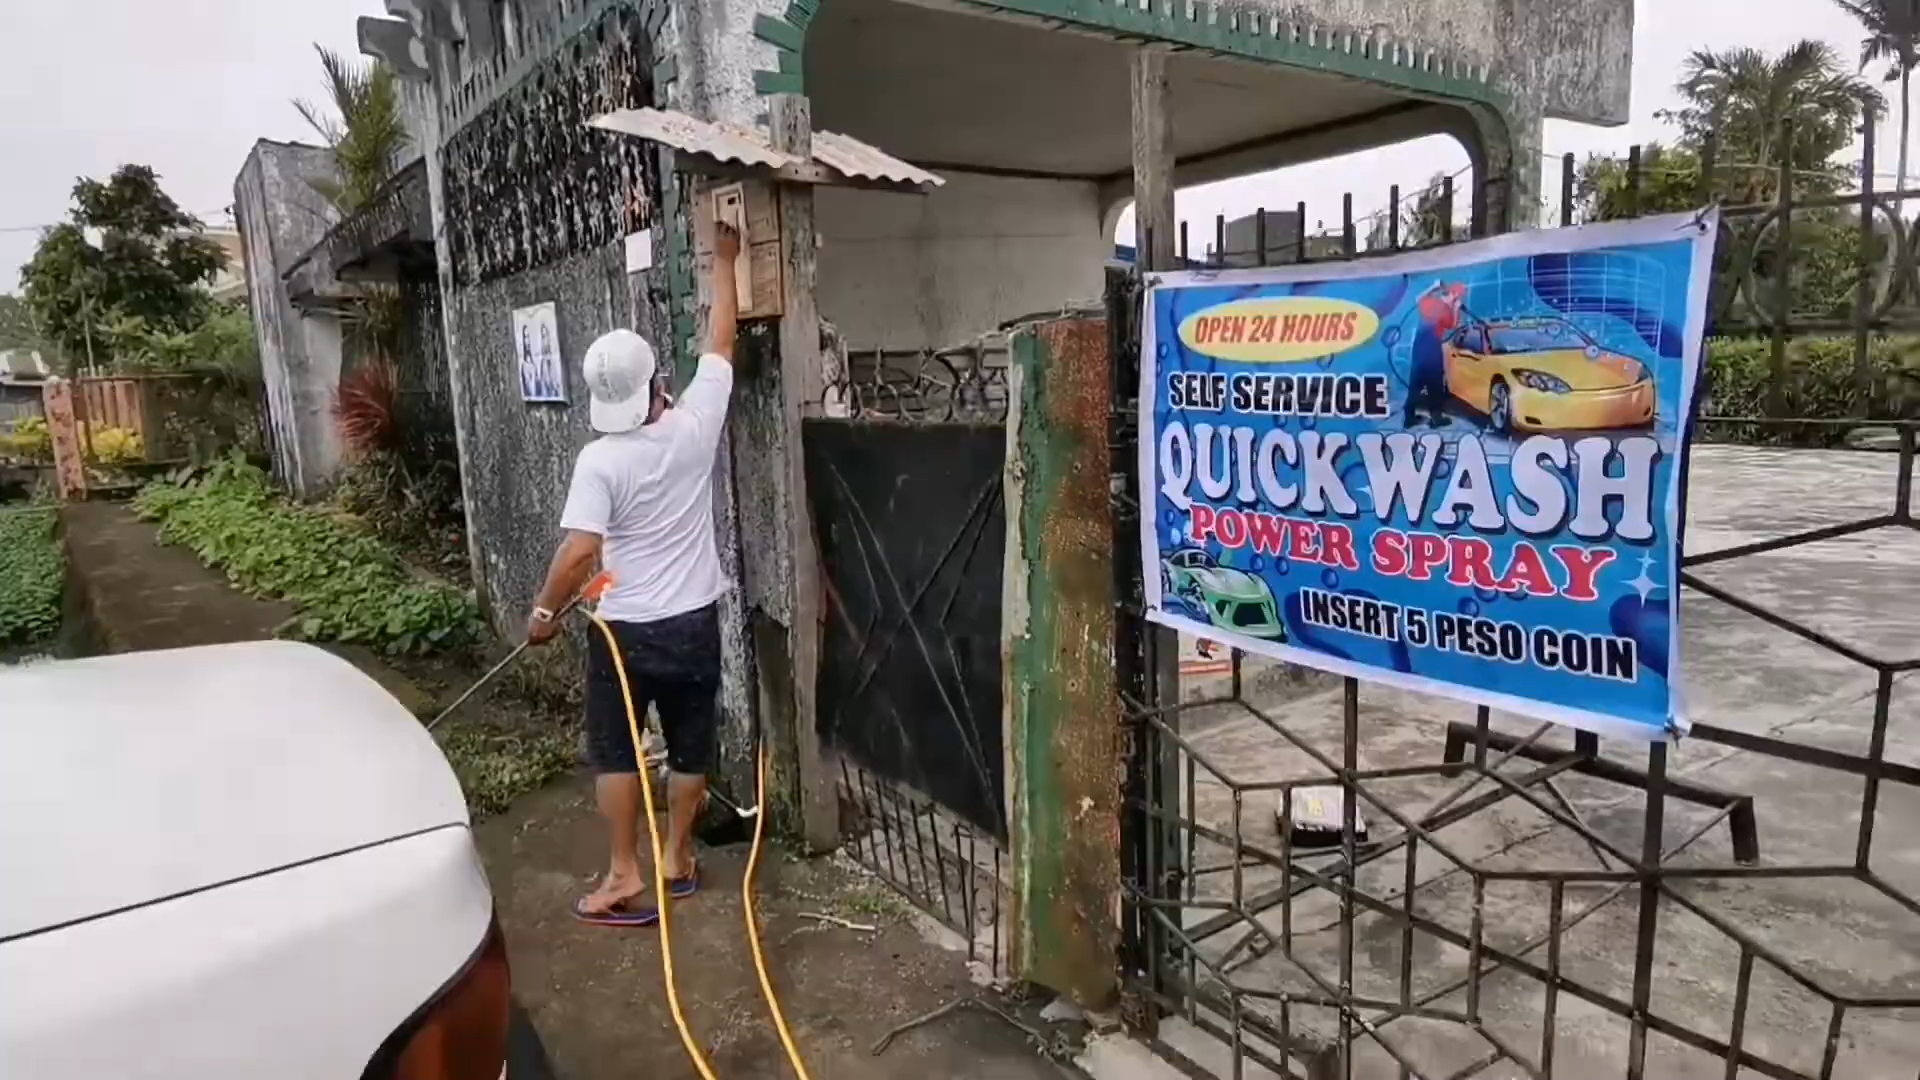 OPEN 24 HOURS
SELF SERVICE
QUICKWASH
POWER SPRAY
INSERT 5 PESO COIN